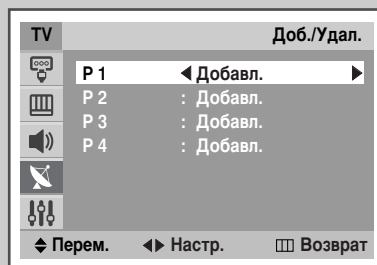 TV Доб./Удал.
P 1 ◀ Добавл. ▶
P 2 : Добавл.
P 3 : Добавл.
P 4 : Добавл.
Перем. Настр. Возврат